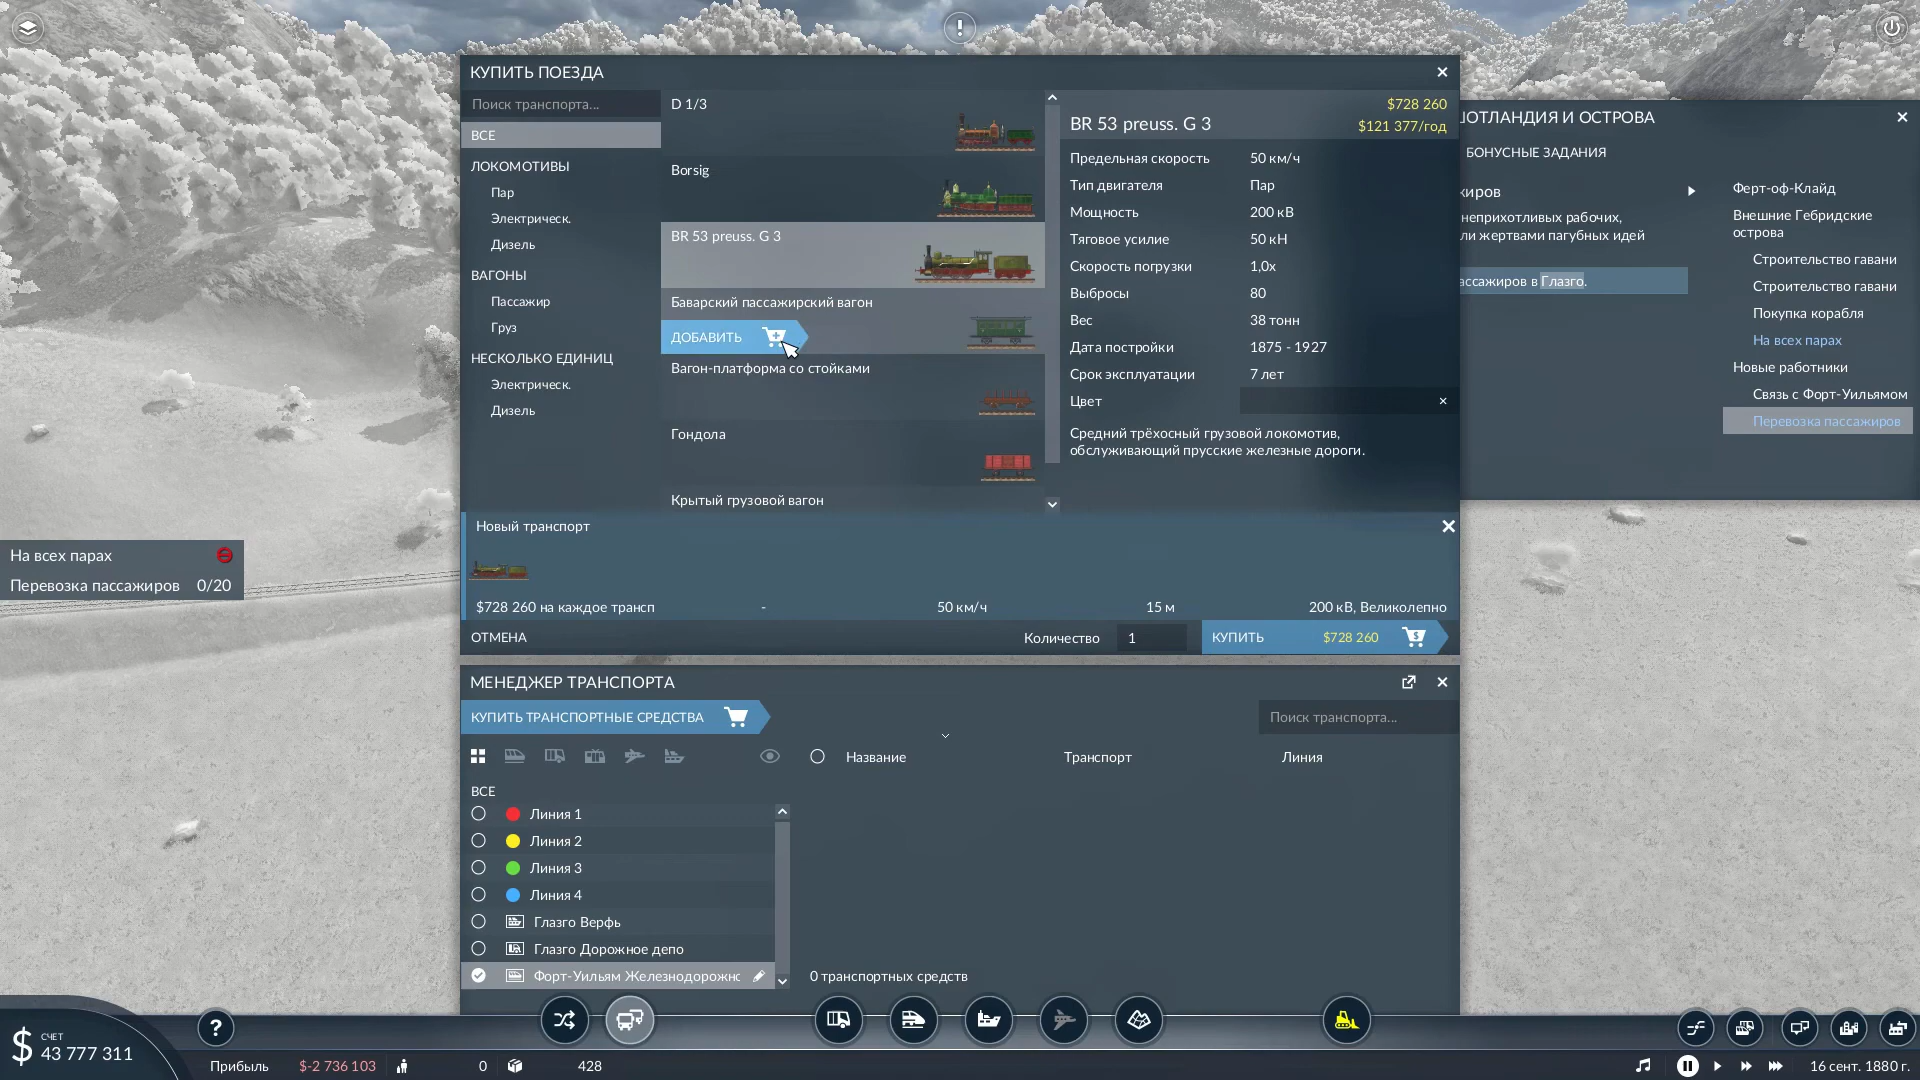 КУПИТЬ ПОЕЗДА
Поиск транспорта...
ВСЕ
ЛОКОМОТИВЫ
Пар
Электрическ.
Дизель
ВАГОНЫ
Пассажир
Груз
НЕСКОЛЬКО ЕДИНИЦ
Электрическ.
Дизель
D 1/3
Borsig
BR 53 preuss. G 3
Баварский пассажирский вагон
ДОБАВИТЬ
Вагон-платформа со стойками
Гондола
Крытый грузовой вагон
$728 260
BR 53 preuss. G 3
$121 377/год
Предельная скорость 50 км/ч
Тип двигателя Пар
Мощность 200 кВ
Тяговое усилие 50 кН
Скорость погрузки 1,0x
Выбросы 80
Вес 38 тонн
Дата постройки 1875 - 1927
Срок эксплуатации 7 лет
Цвет
Средний трёхосный грузовой локомотив,
обслуживающий прусские железные дороги.
Новый транспорт
$728 260 на каждое трансп - 50 км/ч 15 м 200 кВ, Великолепно
ОТМЕНА Количество 1 КУПИТЬ $728 260
ОТЛАНДИЯ И ОСТРОВА
БОНУСНЫЕ ЗАДАНИЯ
жиров
неприхотливых рабочих,
ли жертвами пагубных идей
ассажиров в Глазго.
Ферт-оф-Клайд
Внешние Гебридские
острова
Строительство гавани
Строительство гавани
Покупка корабля
На всех парах
Новые работники
Связь с Форт-Уильямом
Перевозка пассажиров
На всех парах
Перевозка пассажиров 0/20
МЕНЕДЖЕР ТРАНСПОРТА
КУПИТЬ ТРАНСПОРТНЫЕ СРЕДСТВА
Поиск транспорта...
Название Транспорт Линия
ВСЕ
Линия 1
Линия 2
Линия 3
Линия 4
Глазго Верфь
Глазго Дорожное депо
Форт-Уильям Железнодорожнс
0 транспортных средств
?
$ СЧЕТ
43 777 311
Прибыль $-2 736 103 0 428
16 сент. 1880 г.